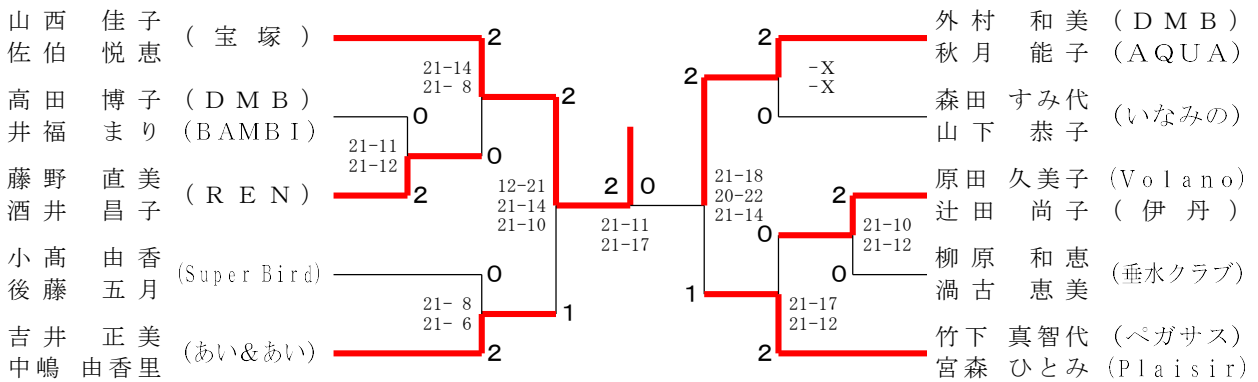 山西 佳子
佐伯 悦恵
(宝塚)
高田 博子 (DMB)
井福 まり (BAMBI)
藤野 直美
酒井 昌子
(REN)
小髙 由香
後藤 五月
(Super Bird)
吉井 正美
中嶋 由香里
(あい&あい)
2
21-14
21- 8
0
0
21-11
21-12
2
2
12-21
21-14
21-10
0
21- 8
21- 6
1
2
2 0
21-11
21-17
2
2
-X
-X
0
21-18
20-22
21-14
2
0
21-10
21-12
0
1
21-17
21-12
2
外村 和美 (DMB)
秋月 能子 (AQUA)
森田 すみ代
山下 恭子
(いなみの)
原田 久美子 (Volano)
辻田 尚子 (伊丹)
柳原 和恵
渦古 恵美
(垂水クラブ)
竹下 真智代 (ペガサス)
宮森 ひとみ (Plaisir)